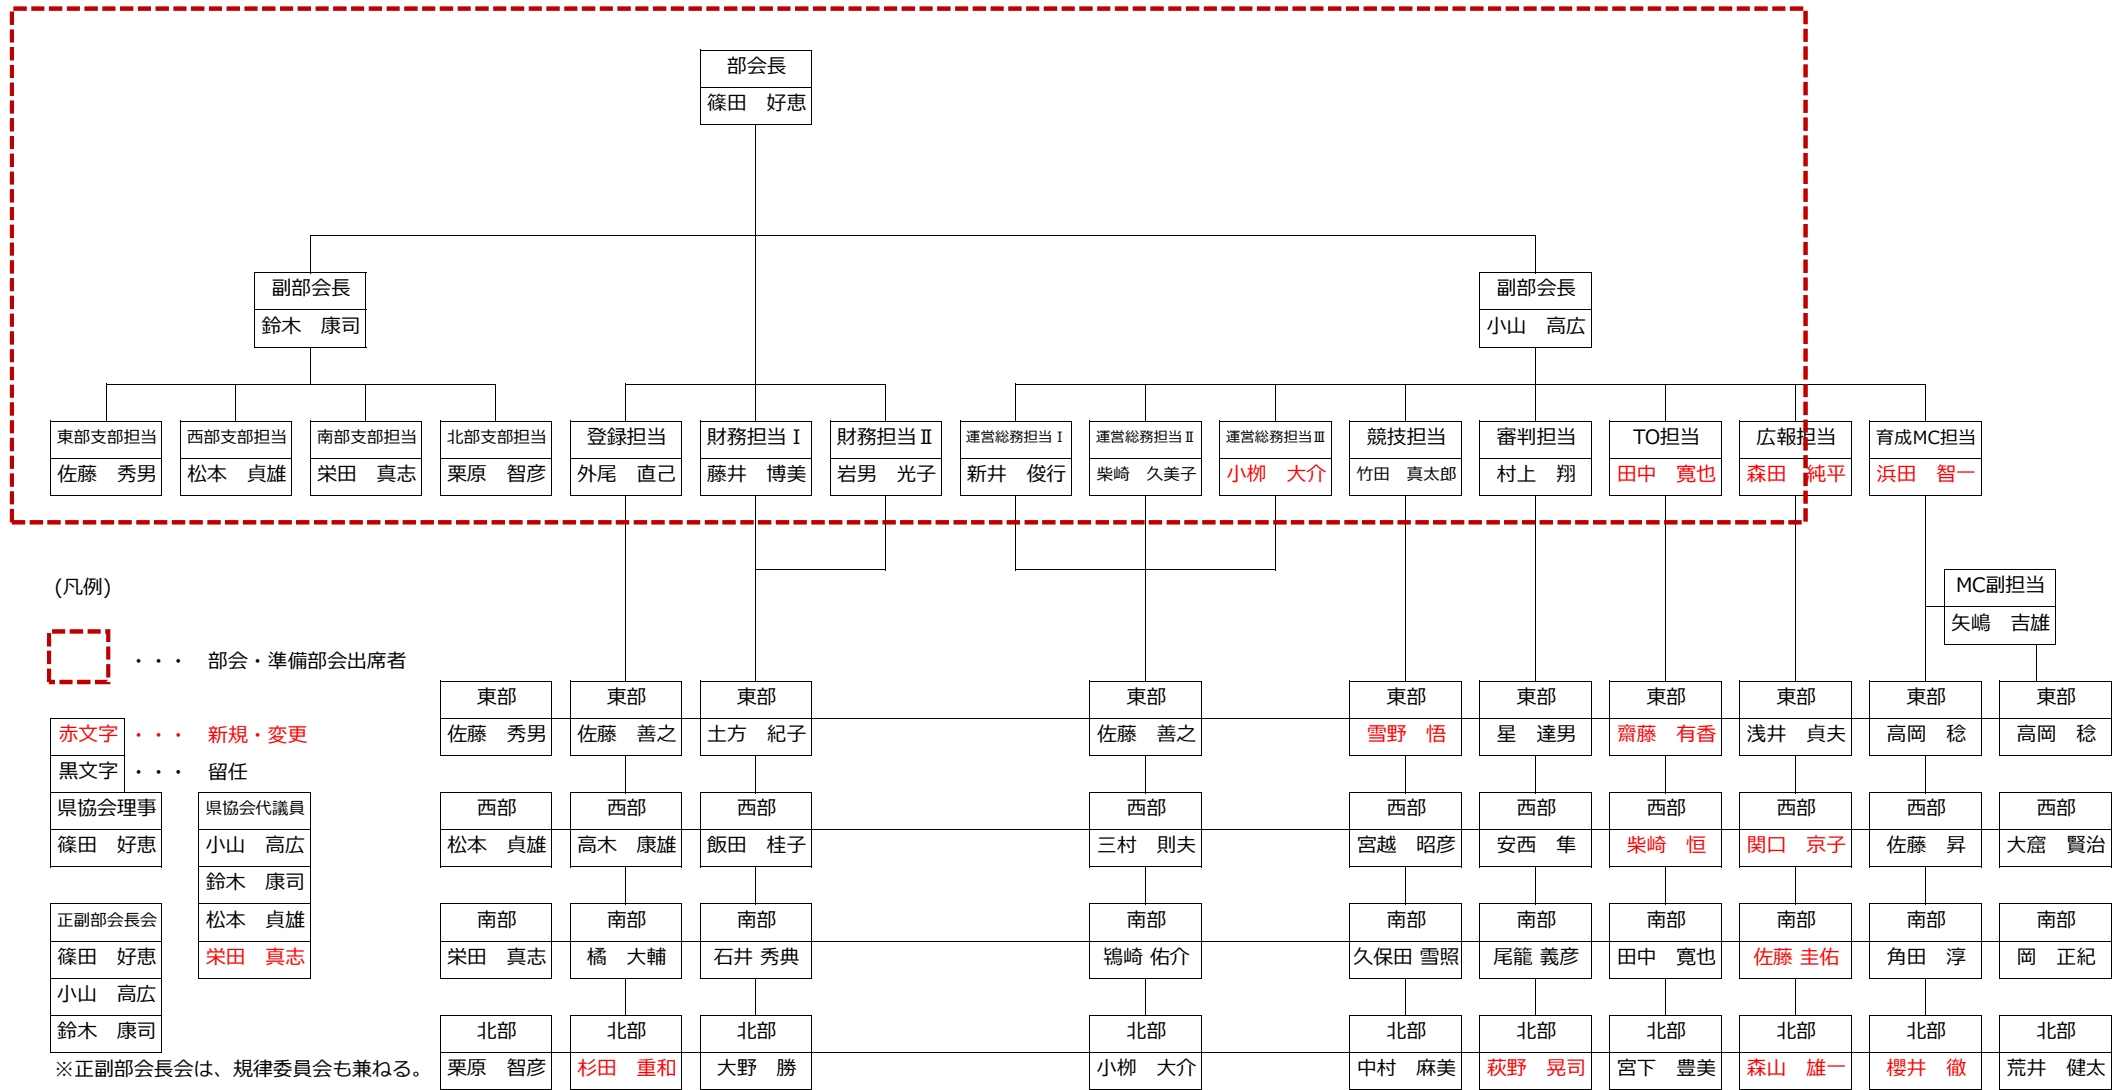 部会長
篠田　好恵
副部会長
鈴木　康司
副部会長
小山　高広
東部支部担当 西部支部担当 南部支部担当 北部支部担当 登録担当 財務担当Ⅰ 財務担当Ⅱ 運営総務担当Ⅰ 運営総務担当Ⅱ 運営総務担当Ⅲ 競技担当 審判担当 TO担当 広報担当 育成MC担当
佐藤　秀男 松本　貞雄 栄田　真志 栗原　智彦 外尾　直己 藤井　博美 岩男　光子 新井　俊行 柴崎　久美子 小栁　大介 竹田　真太郎 村上　翔 田中　寛也 森田　純平 浜田　智一
(凡例)
MC副担当
矢嶋　吉雄
・・・　部会・準備部会出席者
東部 東部 東部 東部 東部 東部 東部 東部 東部 東部
赤文字 ・・・　新規・変更
佐藤　秀男 佐藤　善之 土方　紀子 佐藤　善之 雪野　悟 星　達男 齋藤　有香 浅井　貞夫 高岡　稔 高岡　稔
黒文字 ・・・　留任
県協会理事 県協会代議員
西部 西部 西部 西部 西部 西部 西部 西部 西部 西部
篠田　好恵 小山　高広
松本　貞雄 高木　康雄 飯田　桂子 三村　則夫 宮越　昭彦 安西　隼 柴崎　恒 関口　京子 佐藤　昇 大窟　賢治
鈴木　康司
正副部会長会 松本　貞雄
南部 南部 南部 南部 南部 南部 南部 南部 南部 南部
篠田　好恵 栄田　真志
栄田　真志 橘　大輔 石井 秀典 鴇崎 佑介 久保田 雪照 尾籠 義彦 田中　寛也 佐藤 圭佑 角田　淳 岡　正紀
小山　高広
鈴木　康司
北部 北部 北部 北部 北部 北部 北部 北部 北部 北部
※正副部会長会は、規律委員会も兼ねる。
栗原　智彦 杉田　重和 大野　勝 小栁　大介 中村　麻美 萩野　晃司 宮下　豊美 森山　雄一 櫻井　徹 荒井　健太